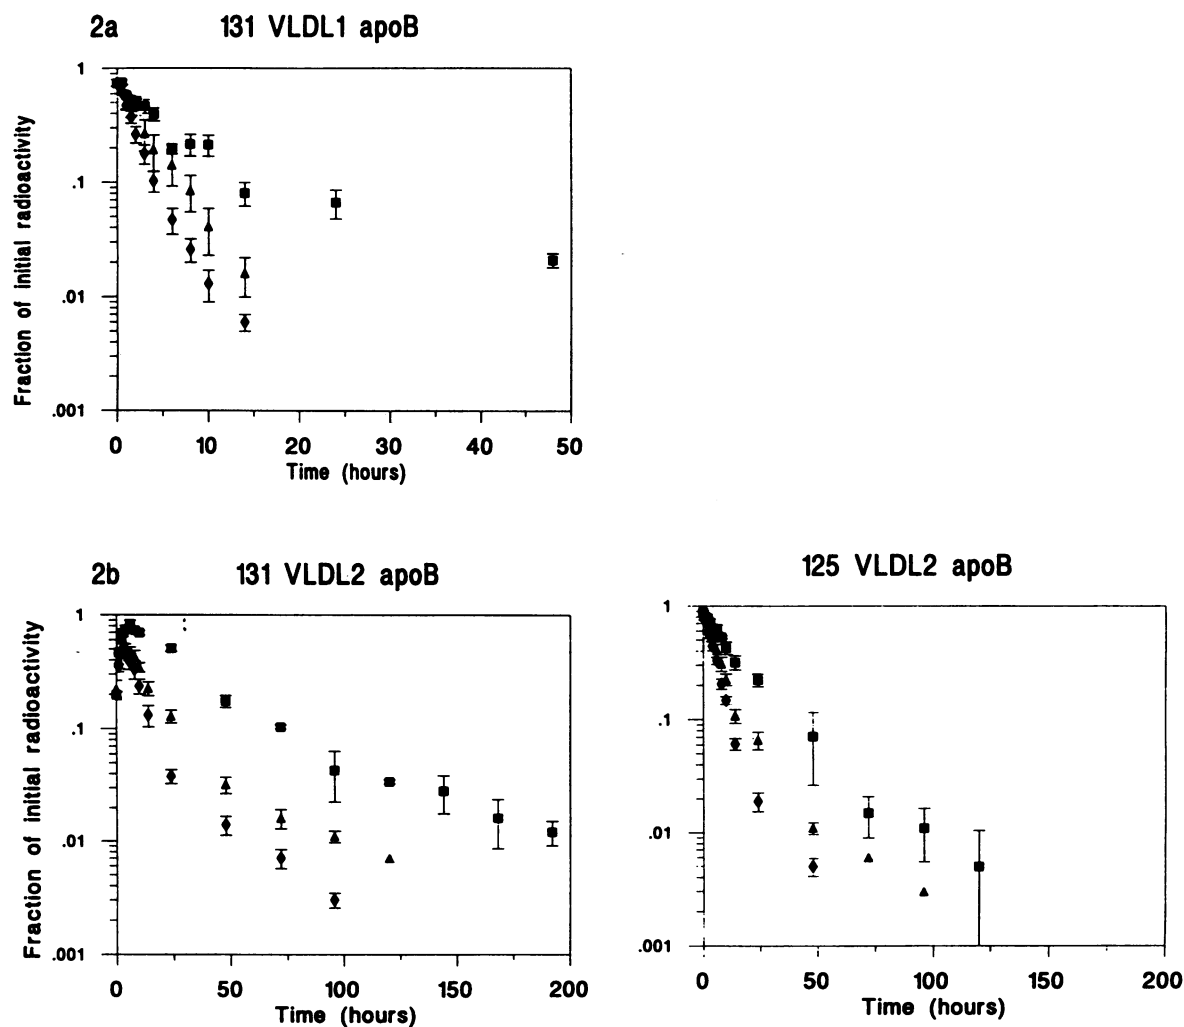 2a 131 VLDL1 apoB
Fraction of initial radioactivity
1
.1
.01
.001
0 10 20 30 40 50
Time (hours)
2b 131 VLDL2 apoB
Fraction of initial radioactivity
1
.1
.01
.001
0 50 100 150 200
Time (hours)
125 VLDL2 apoB
1
.1
.01
.001
0 50 100 150 200
Time (hours)